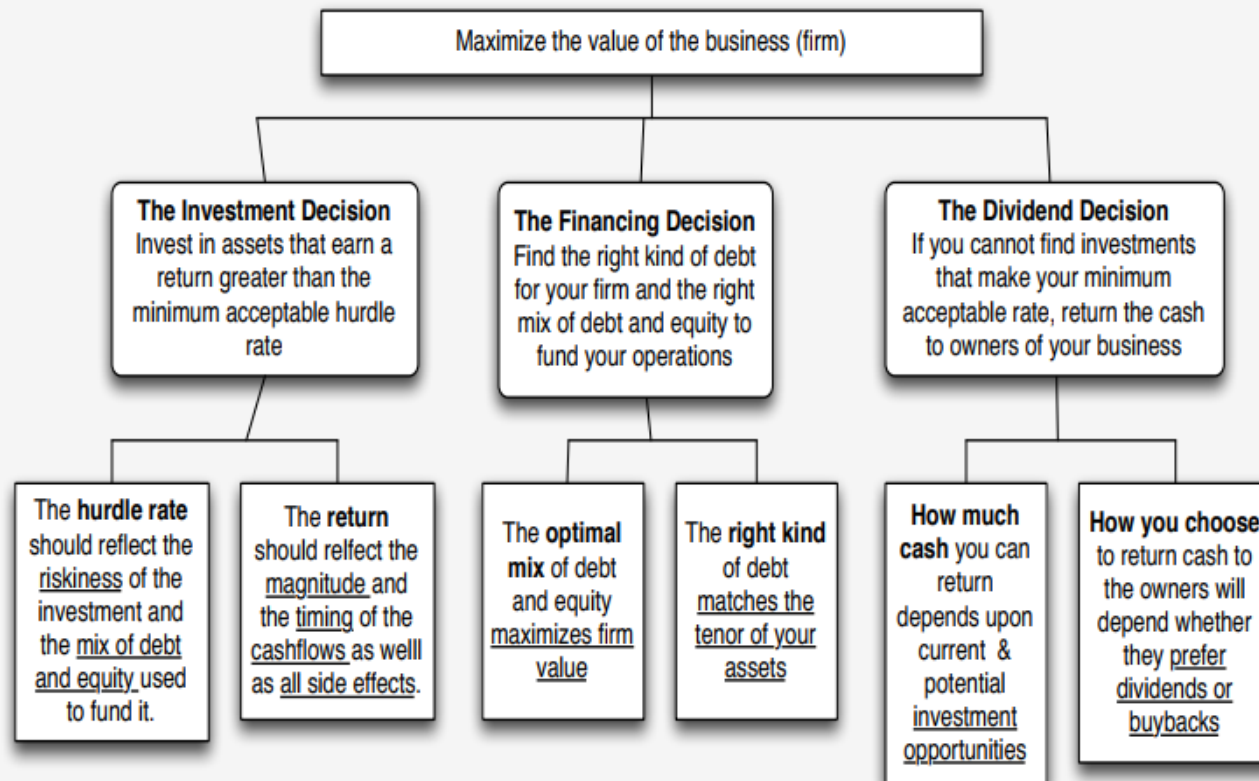 Maximize the value of the business (firm)
The Investment Decision
Invest in assets that earn a
return greater than the
minimum acceptable hurdle
rate
The Financing Decision
Find the right kind of debt
for your firm and the right
mix of debt and equity to
fund your operations
The Dividend Decision
If you cannot find investments
that make your minimum
acceptable rate, return the cash
to owners of your business
The hurdle rate
should reflect the
riskiness of the
investment and
the mix of debt
and equity used
to fund it.
The return
should relfect the
magnitude and
the timing of the
cashflows as welll
as all side effects.
The optimal
mix of debt
and equity
maximizes firm
value
The right kind
of debt
matches the
tenor of your
assets
How much
cash you can
return
depends upon
current &
potential
investment
opportunities
How you choose
to return cash to
the owners will
depend whether
they prefer
dividends or
buybacks